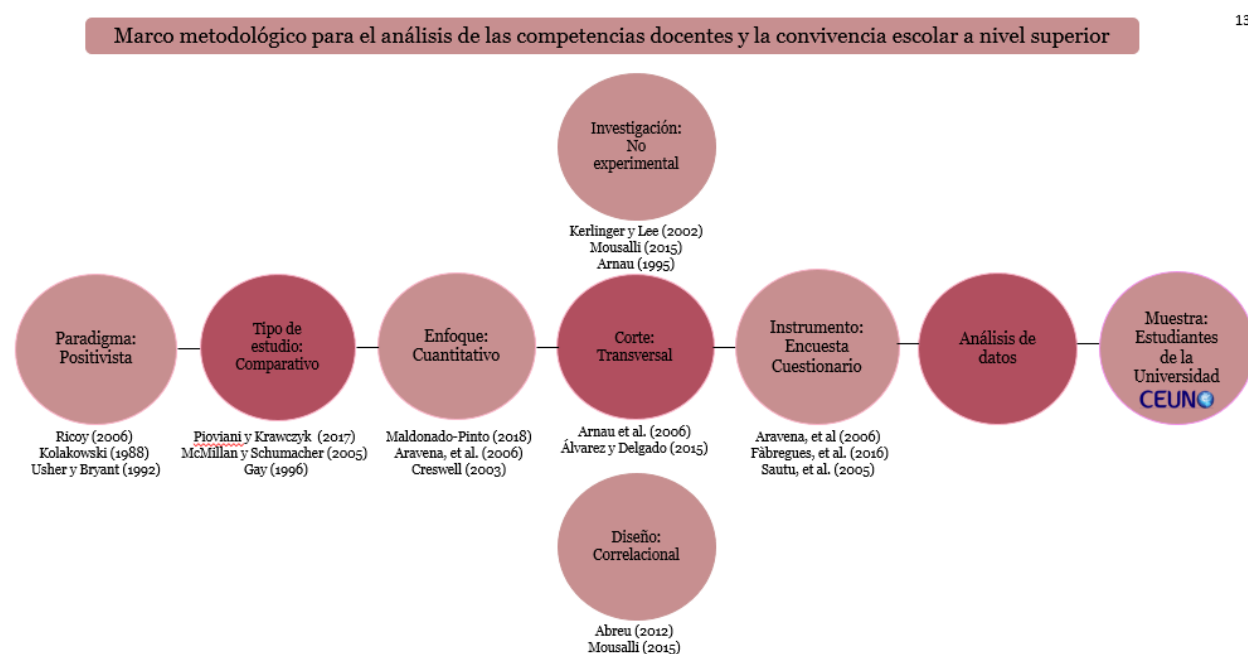 13
Marco metodológico para el análisis de las competencias docentes y la convivencia escolar a nivel superior
Investigación:
No
experimental
Kerlinger y Lee (2002)
Mousalli (2015)
Arnau (1995)
Paradigma:
Positivista
Ricoy (2006)
Kolakowski (1988)
Usher y Bryant (1992)
Tipo de
estudio:
Comparativo
Pioviani y Krawczyk (2017)
McMillan y Schumacher (2005)
Gay (1996)
Enfoque:
Cuantitativo
Maldonado-Pinto (2018)
Aravena, et al. (2006)
Creswell (2003)
Corte:
Transversal
Arnau et al. (2006)
Álvarez y Delgado (2015)
Instrumento:
Encuesta
Cuestionario
Aravena, et al (2006)
Fàbregues, et al. (2016)
Sautu, et al. (2005)
Análisis de
datos
Muestra:
Estudiantes
de la
Universidad
CEUNO
Diseño:
Correlacional
Abreu (2012)
Mousalli (2015)